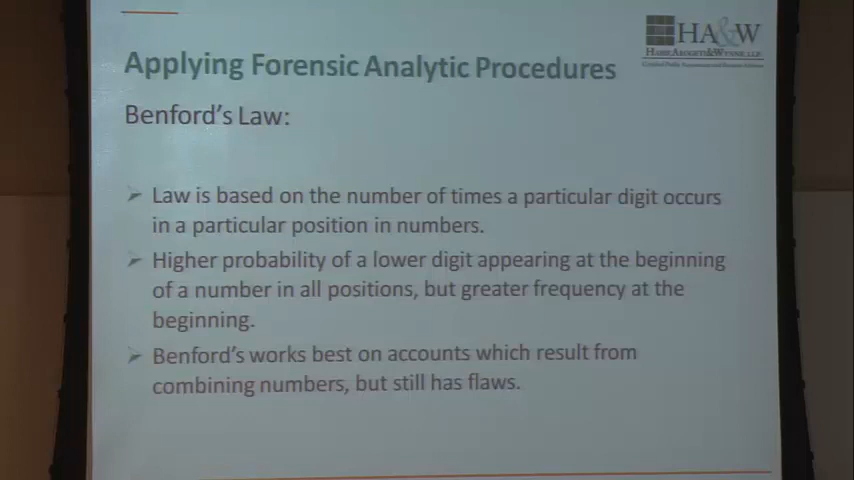 HA&W
Applying Forensic Analytic Procedures
Benford's Law:
Law is based on the number of times a particular digit occurs
in a particular position in numbers.
Higher probability of a lower digit appearing at the beginning
of a number in all positions, but greater frequency at the
beginning.
Benford's works best on accounts which result from
combining numbers, but still has flaws.